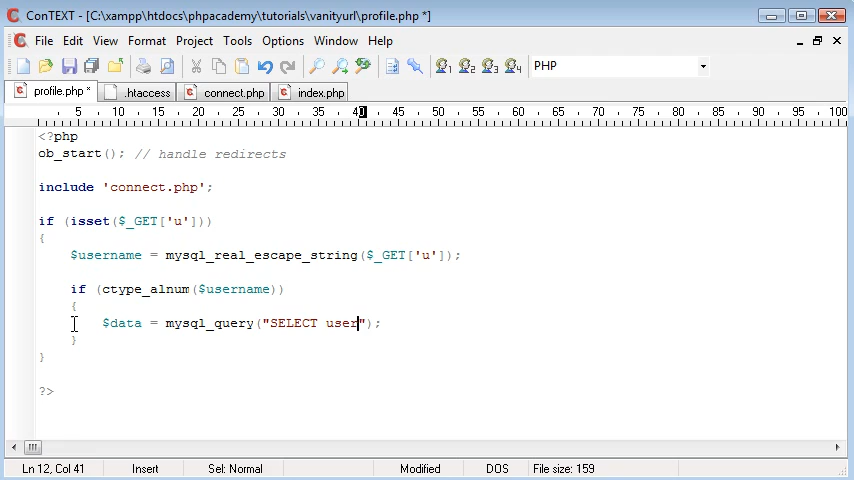 ConTEXT - [C:\xampp\htdocs\phpacademy\tutorials\vanityurl\profile.php *]
File Edit View Format Project Tools Options Window Help
1 2 3 4 PHP
profile.php * .htaccess connect.php index.php
5 10 15 20 25 30 35 40 45 50 55 60 65 70 75 80 85 90 95 100
<?php
ob_start(); // handle redirects
include 'connect.php';
if (isset($_GET['u']))
{
$username = mysql_real_escape_string($_GET['u']);
if (ctype_alnum($username))
{
$data = mysql_query("SELECT user");
}
}
?>
Ln 12, Col 41 Insert Sel: Normal Modified DOS File size: 159